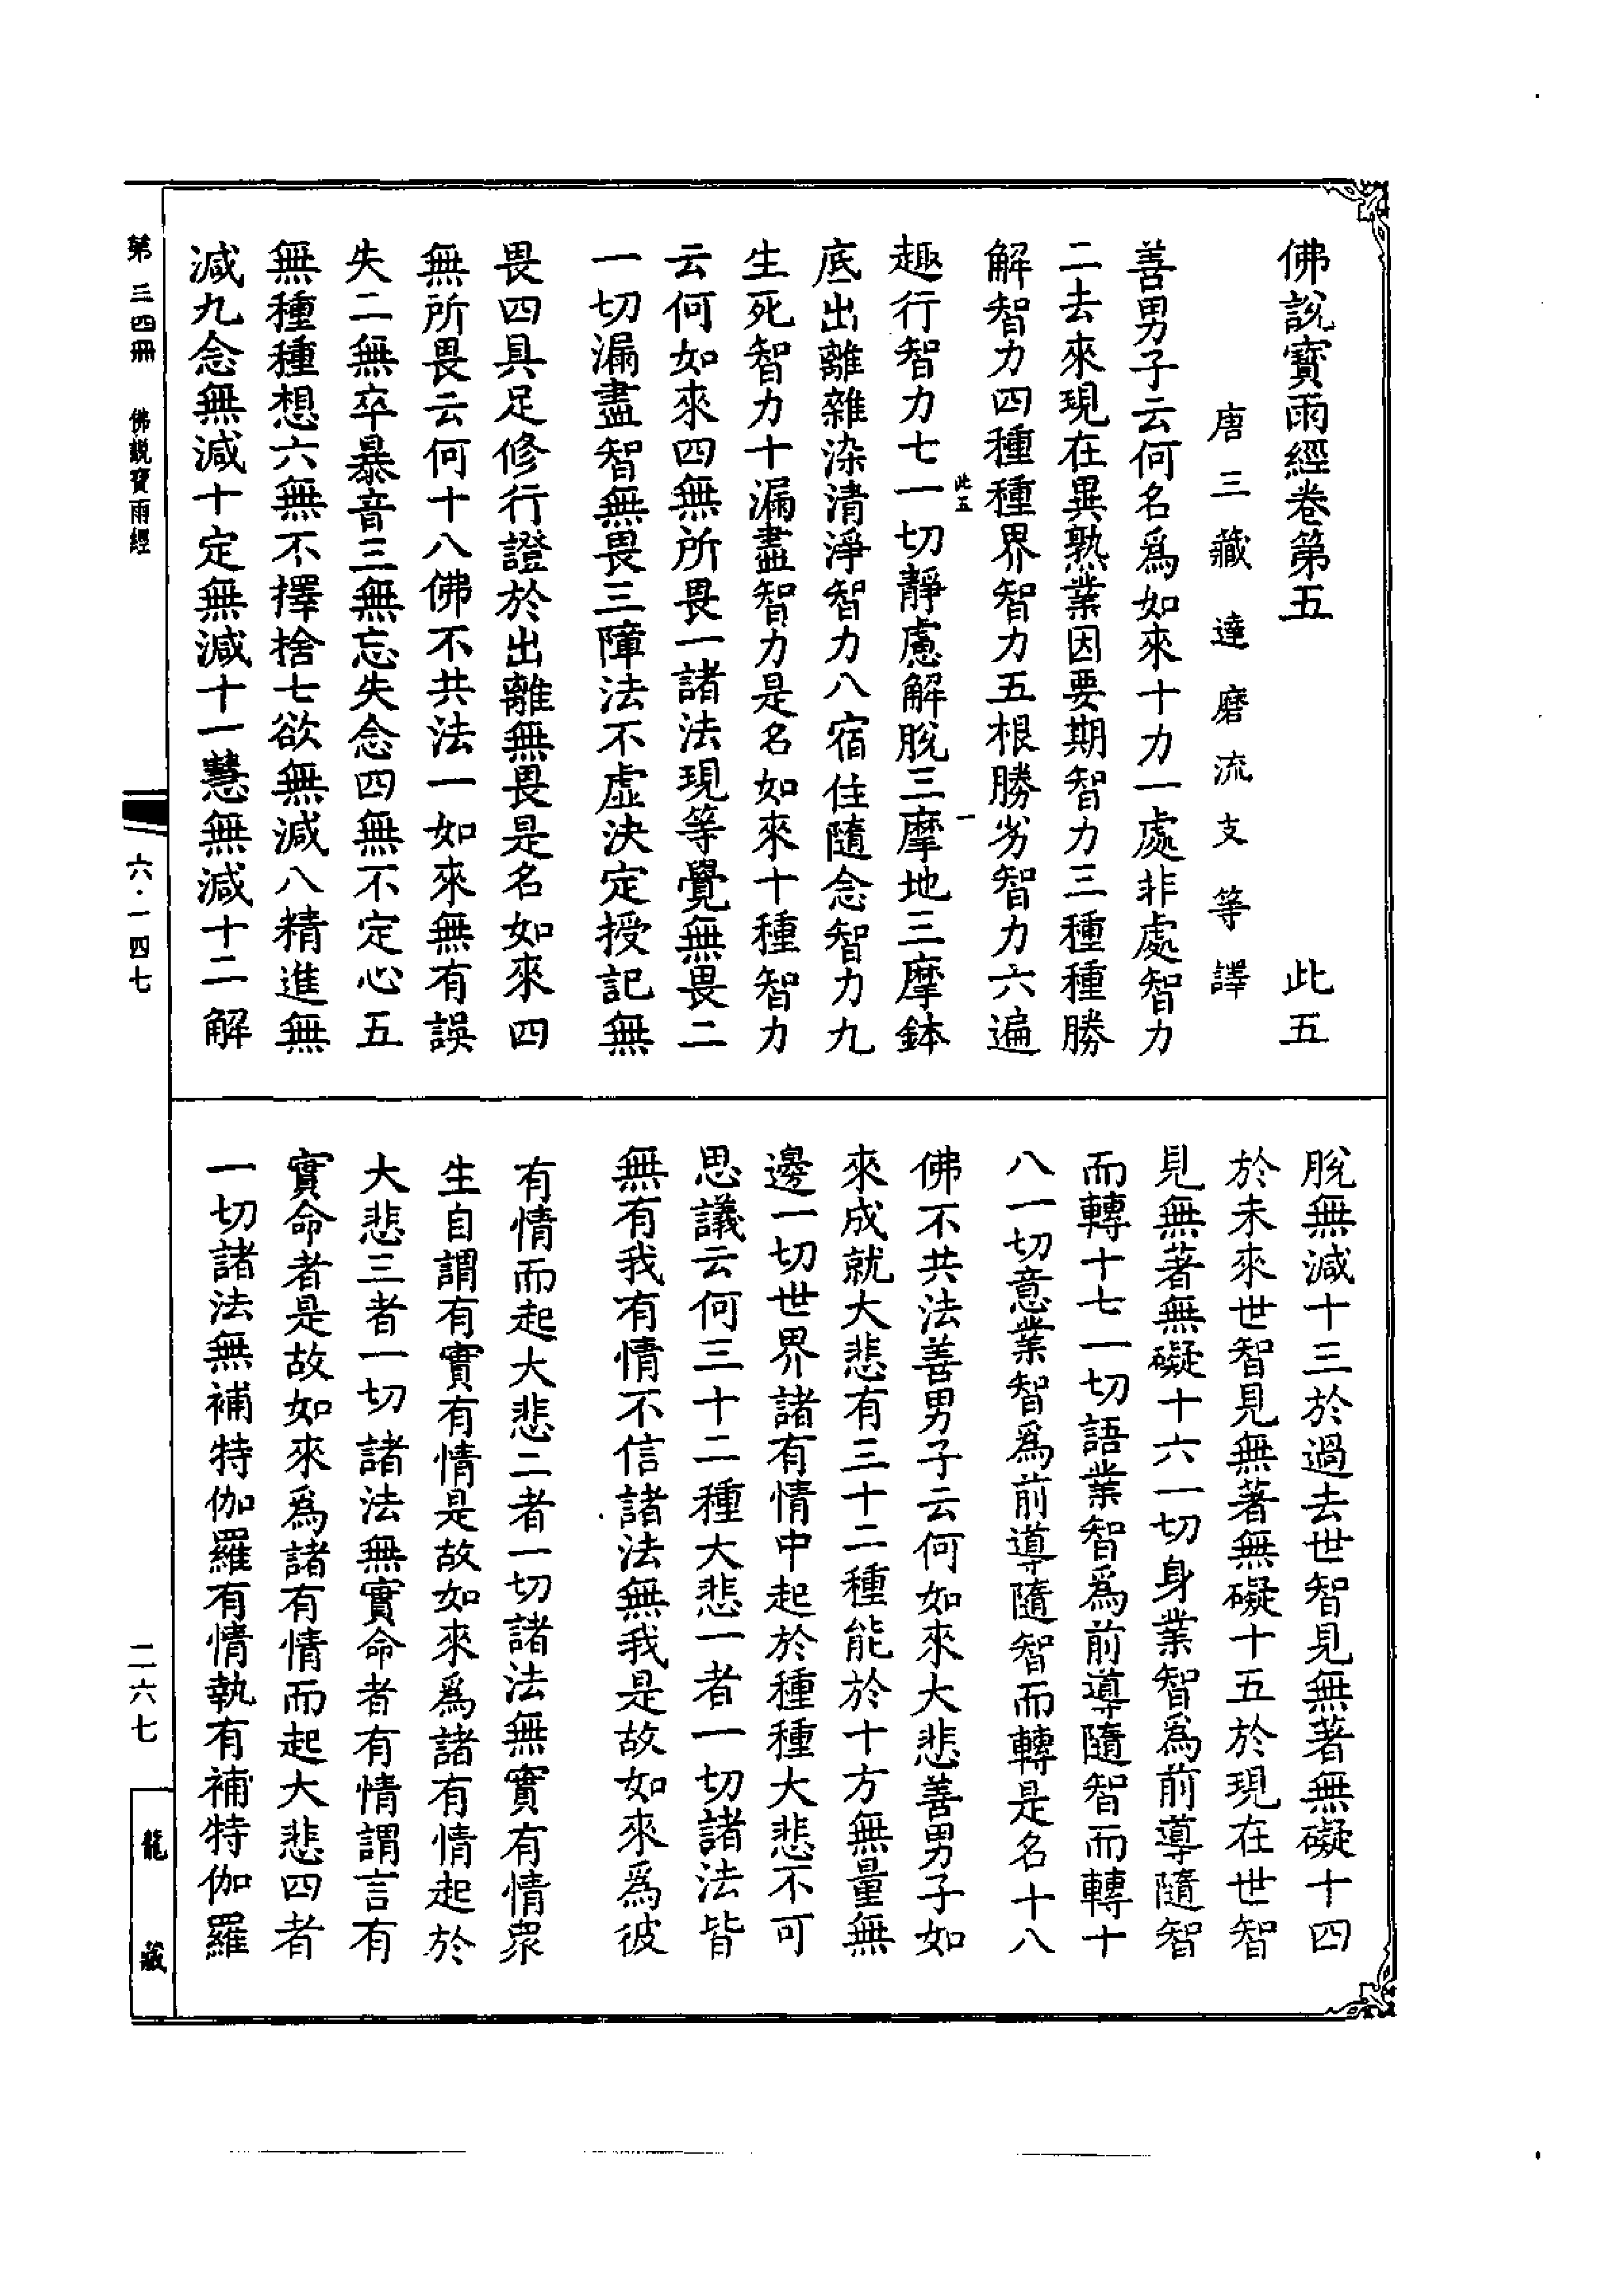 佛說寶雨經卷第五　此五
唐三藏達磨流支等譯
善男子云何名爲如來十力一處非處智力
二去來現在異熟業因要期智力三種種勝
解智力四種種界智力五根勝劣智力六遍
此五　一
趣行智力七一切靜慮解脫三摩地三摩鉢
底出離雜染清淨智力八宿住隨念智力九
生死智力十漏盡智力是名如來十種智力
云何如來四無所畏一諸法現等覺無畏二
一切漏盡智無畏三障法不虛決定授記無
畏四具足修行證於出離無畏是名如來四
無所畏云何十八佛不共法一如來無有誤
失二無卒暴音三無忘失念四無不定心五
無種種想六無不擇捨七欲無減八精進無
減九念無減十定無減十一慧無減十二解
脫無減十三於過去世智見無著無礙十四
於未來世智見無著無礙十五於現在世智
見無著無礙十六一切身業智爲前導隨智
而轉十七一切語業智爲前導隨智而轉十
八一切意業智爲前導隨智而轉是名十八
佛不共法善男子云何如來大悲善男子如
來成就大悲有三十二種能於十方無量無
邊一切世界諸有情中起於種種大悲不可
思議云何三十二種大悲一者一切諸法皆
無有我有情不信諸法無我是故如來爲彼
有情而起大悲二者一切諸法無實有情衆
生自謂有實有情是故如來爲諸有情起於
大悲三者一切諸法無實命者有情謂言有
實命者是故如來爲諸有情而起大悲四者
一切諸法無補特伽羅有情執有補特伽羅
第三四冊　佛說寶雨經
六·一四七
二六七
龍藏